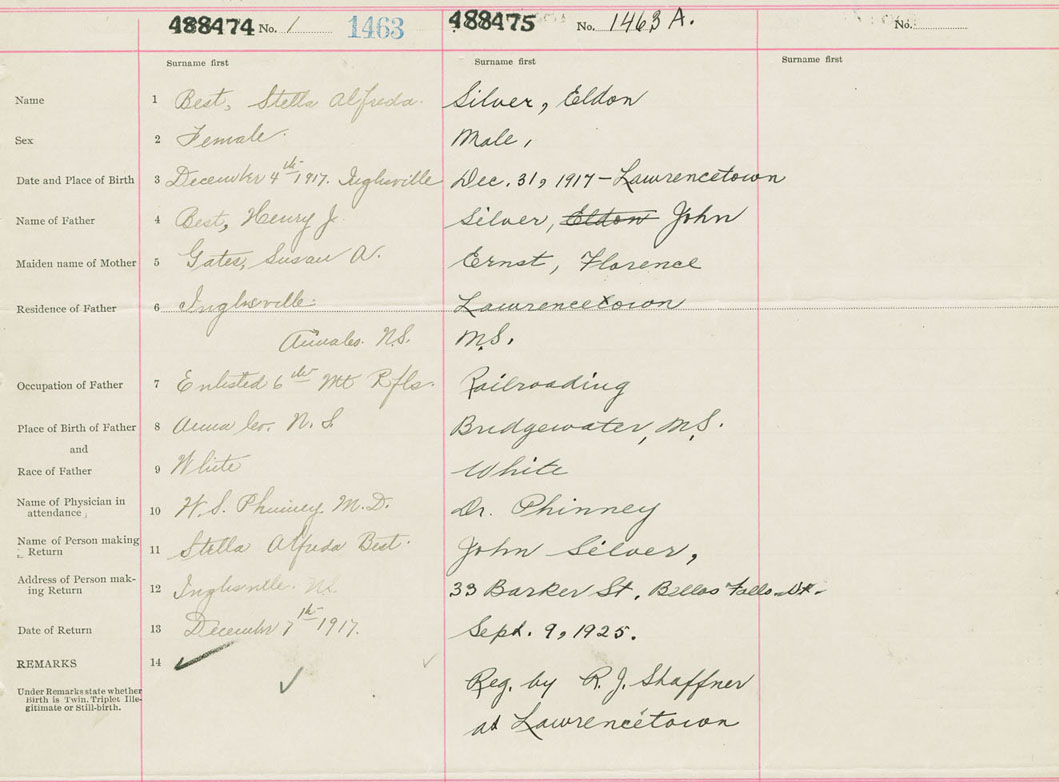 488474 No. 1 1463 488475 No. 1463 A. No.
Surname first Surname first Surname first
Name 1 Best, Stella Alfreda. Silver, Eldon
Sex 2 Female. Male,
Date and Place of Birth 3 December 4th 1917. Inglisville Dec. 31, 1917 - Lawrencetown
Name of Father 4 Best, Henry J. Silver, Eldon John
Maiden name of Mother 5 Gates, Susan A. Ernst, Florence
Residence of Father 6 Inglisville. Lawrencetown
N.S. N.S.
Occupation of Father 7 Enlisted 6th Mt Rfls. Railroading
Place of Birth of Father 8 Anna Co. N.S. Bridgewater, N.S.
and
Race of Father 9 White White
Name of Physician in
attendance 10 W. S. Phinney M.D. Dr. Phinney
Name of Person making
Return 11 Stella Alfreda Best. John Silver,
Address of Person mak-
ing Return 12 Inglisville. N.S. 33 Barker St. Bellos Falls
Date of Return 13 December 7th 1917. Sept. 9, 1925.
REMARKS 14
Under Remarks state whether
Birth is Twin, Triplet, Ille-
gitimate or Still-birth.
Reg. by R. J. Shaffner
at Lawrencetown